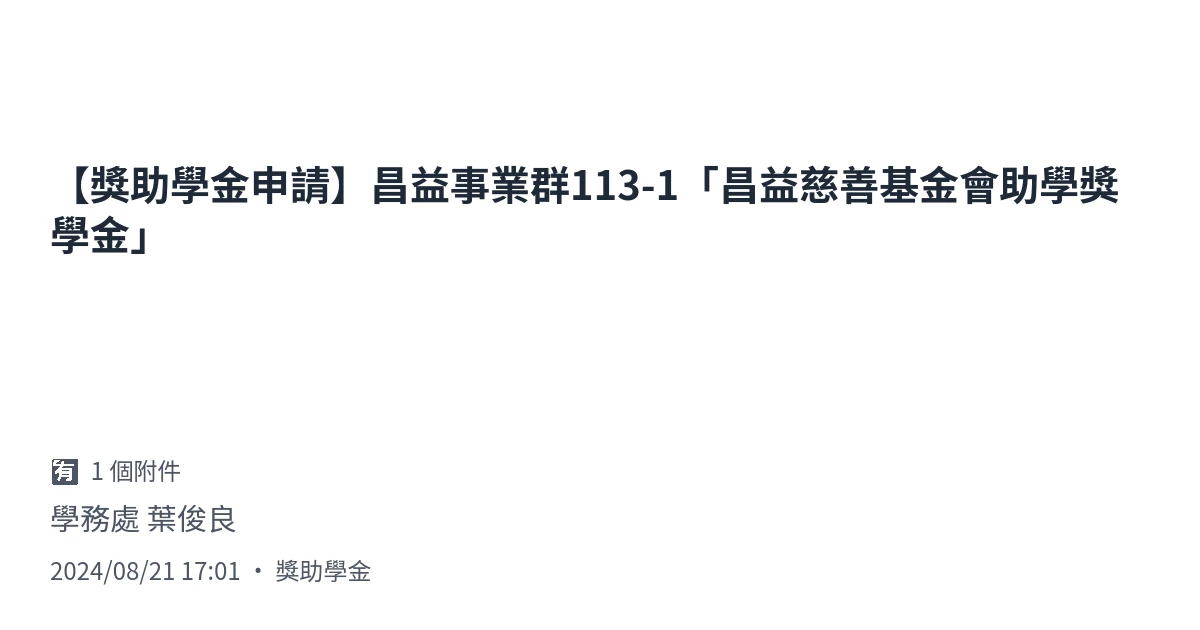 【獎助學金申請】昌益事業群113-1「昌益慈善基金會助學獎
學金」
有 1 個附件
學務處 葉俊良
2024/08/21 17:01 • 獎助學金